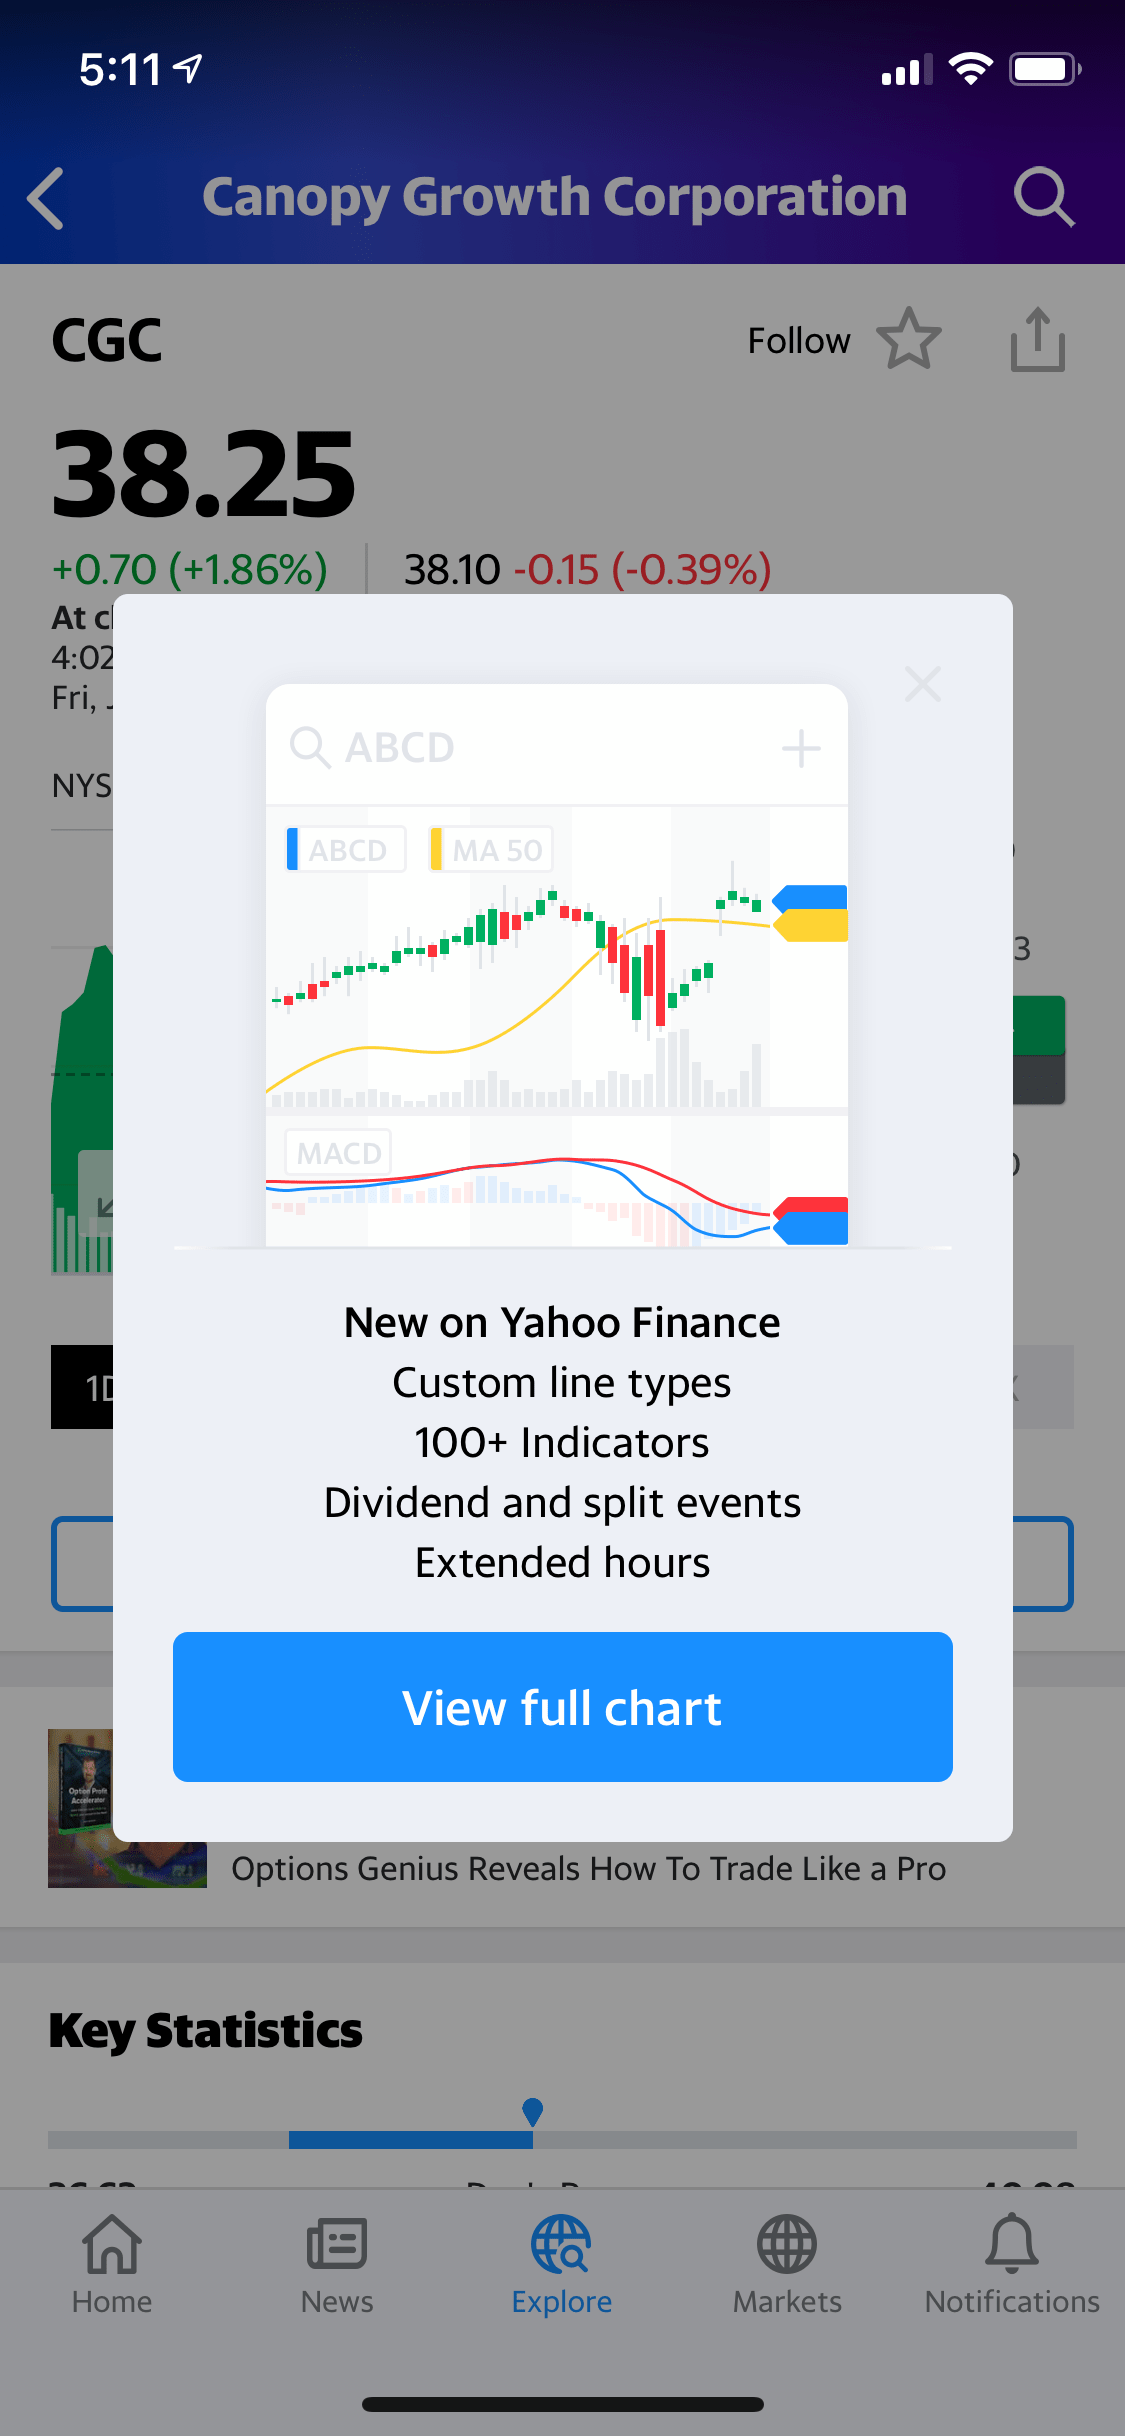 5:11
Canopy Growth Corporation
CGC
Follow
38.25
+0.70 (+1.86%)
38.10 -0.15 (-0.39%)
At
4:02
Fri,
ABCD
ABCD
MA 50
MACD
New on Yahoo Finance
Custom line types
100+ Indicators
Dividend and split events
Extended hours
View full chart
Option Profit
Accelerator
Options Genius Reveals How To Trade Like a Pro
Key Statistics
Home
News
Explore
Markets
Notifications